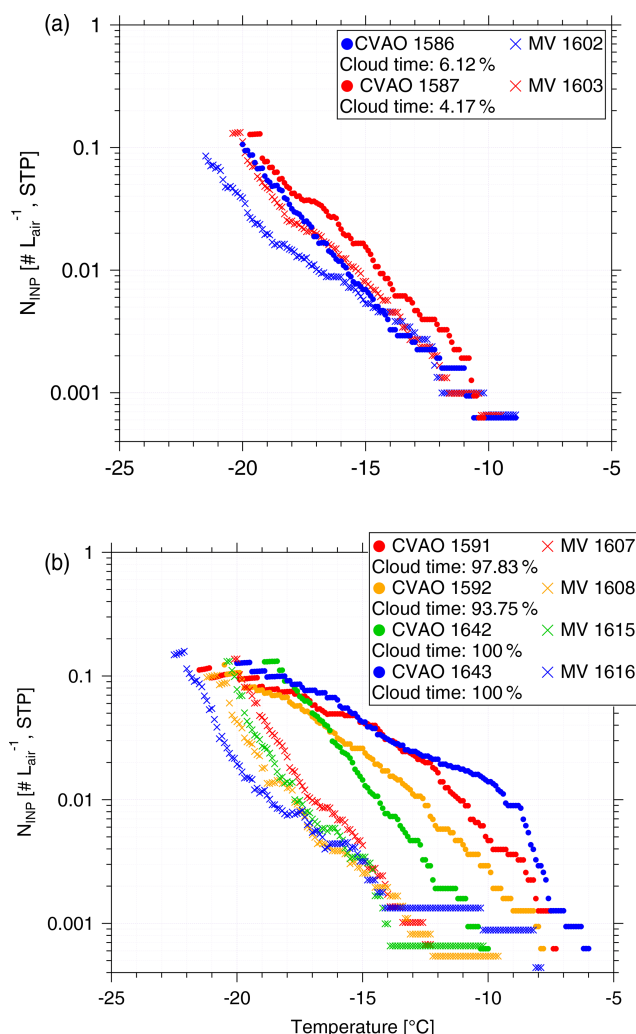 (a)
1
0.1
0.01
0.001
N_INP [# L_air^-1 , STP]
CVAO 1586 MV 1602
Cloud time: 6.12 %
CVAO 1587 MV 1603
Cloud time: 4.17 %
-25 -20 -15 -10 -5
(b)
1
0.1
0.01
0.001
N_INP [# L_air^-1 , STP]
CVAO 1591 MV 1607
Cloud time: 97.83 %
CVAO 1592 MV 1608
Cloud time: 93.75 %
CVAO 1642 MV 1615
Cloud time: 100 %
CVAO 1643 MV 1616
Cloud time: 100 %
-25 -20 -15 -10 -5
Temperature [°C]